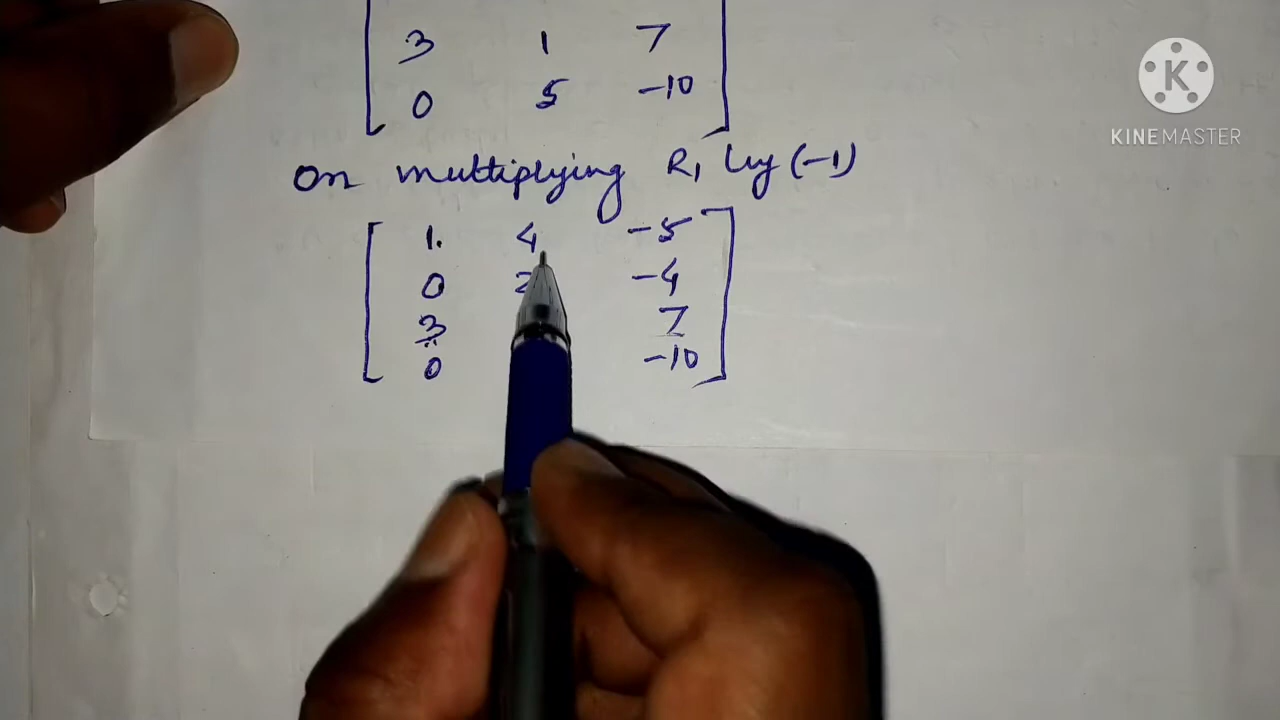 3 1 7
0 5 -10
K
KINEMASTER
On multiplying R₁ by (-1)
1. 4 -5
0 2 -4
3 7
0 -10